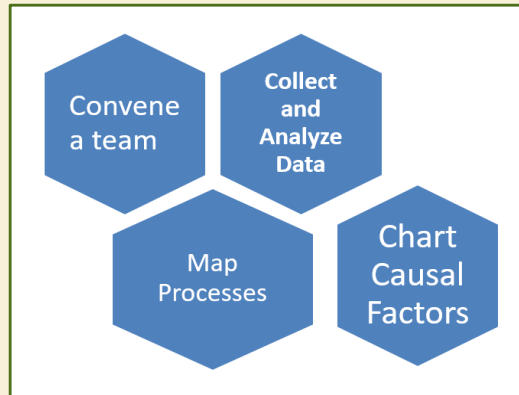 Convene
a team
Collect
and
Analyze
Data
Map
Processes
Chart
Causal
Factors